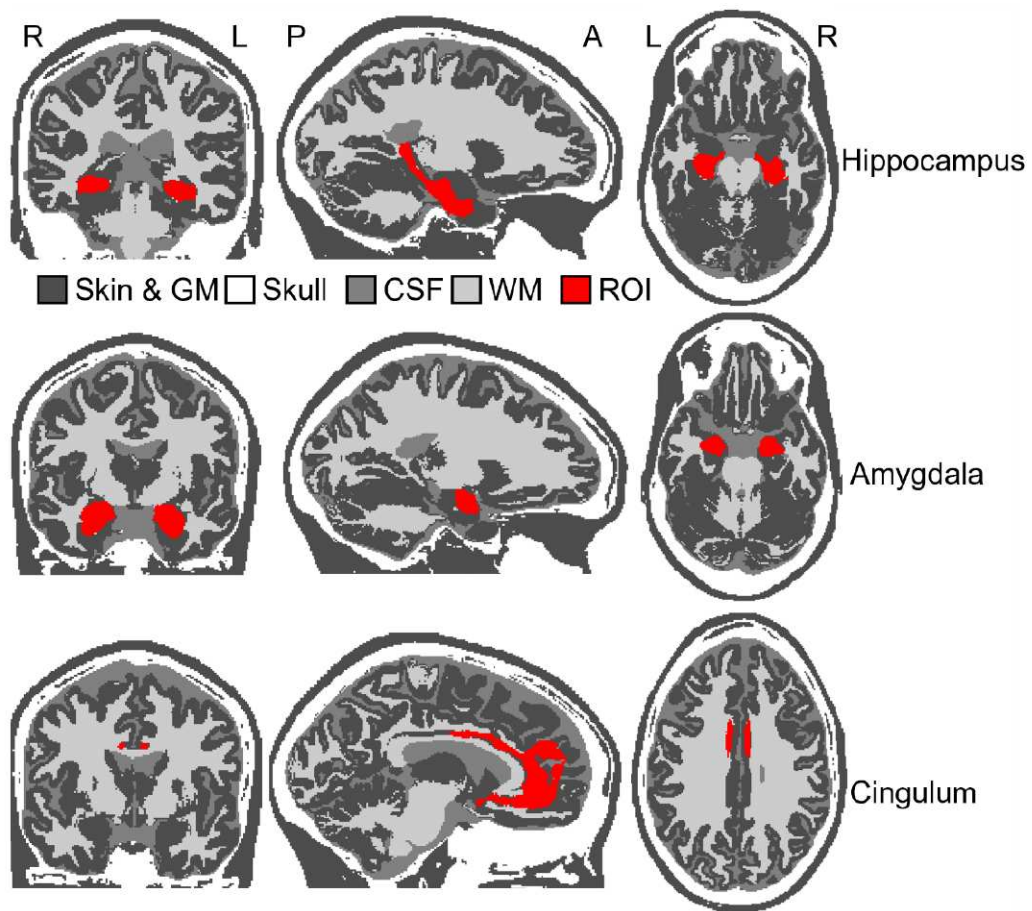 R L P A L R
Hippocampus
Skin & GM Skull CSF WM ROI
Amygdala
Cingulum